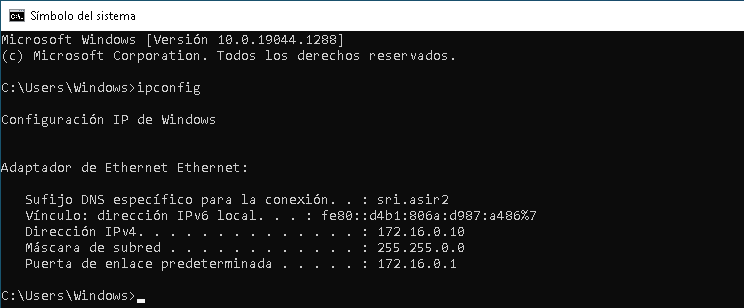 Símbolo del sistema
Microsoft Windows [Versión 10.0.19044.1288]
(c) Microsoft Corporation. Todos los derechos reservados.
C:\Users\Windows>ipconfig
Configuración IP de Windows
Adaptador de Ethernet Ethernet:
Sufijo DNS específico para la conexión. . : sri.asir2
Vínculo: dirección IPv6 local. . . : fe80::d4b1:806a:d987:a486%7
Dirección IPv4. . . . . . . . . . . . . . : 172.16.0.10
Máscara de subred . . . . . . . . . . . . : 255.255.0.0
Puerta de enlace predeterminada . . . . . : 172.16.0.1
C:\Users\Windows>